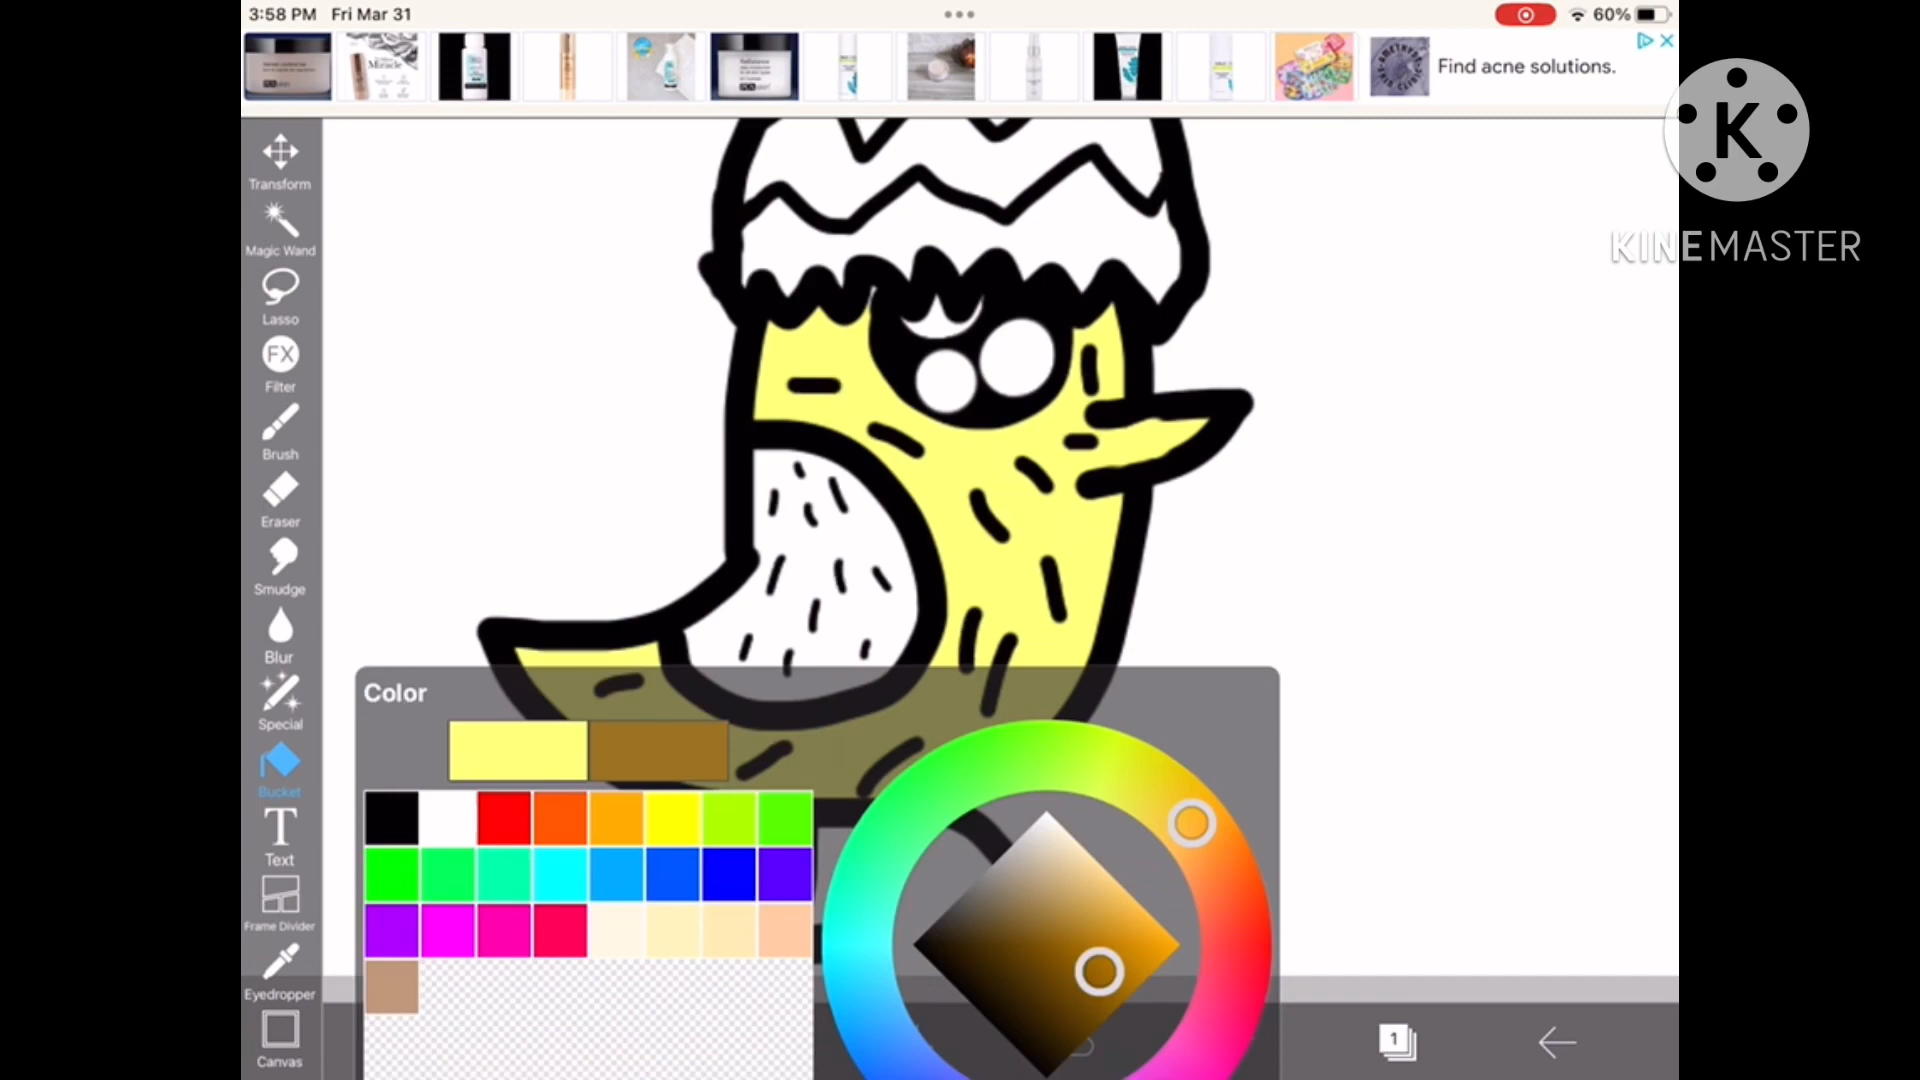 3:58 PM Fri Mar 31
60%
Miracle
Find acne solutions.
K
KINEMASTER
Transform
Magic Wand
Lasso
FX
Filter
Brush
Eraser
Smudge
Blur
Special
Bucket
T
Text
Frame Divider
Eyedropper
Canvas
Color
1